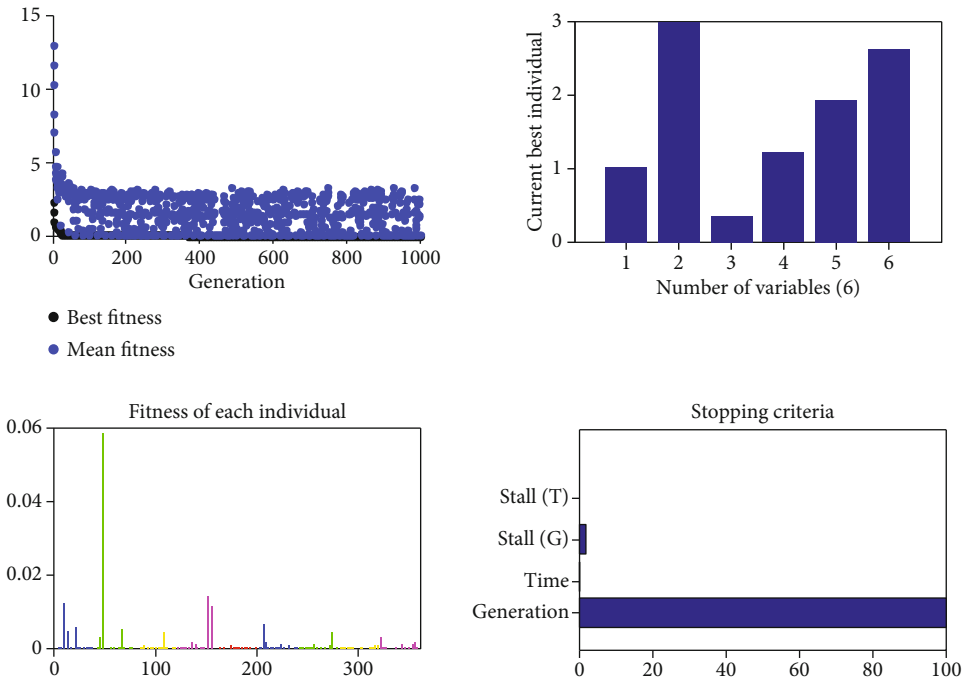 15
10
5
0
0 200 400 600 800 1000
Generation
Best fitness
Mean fitness
Current best individual
3
2
1
0
1 2 3 4 5 6
Number of variables (6)
Fitness of each individual
0.06
0.04
0.02
0
0 100 200 300
Stopping criteria
Stall (T)
Stall (G)
Time
Generation
0 20 40 60 80 100